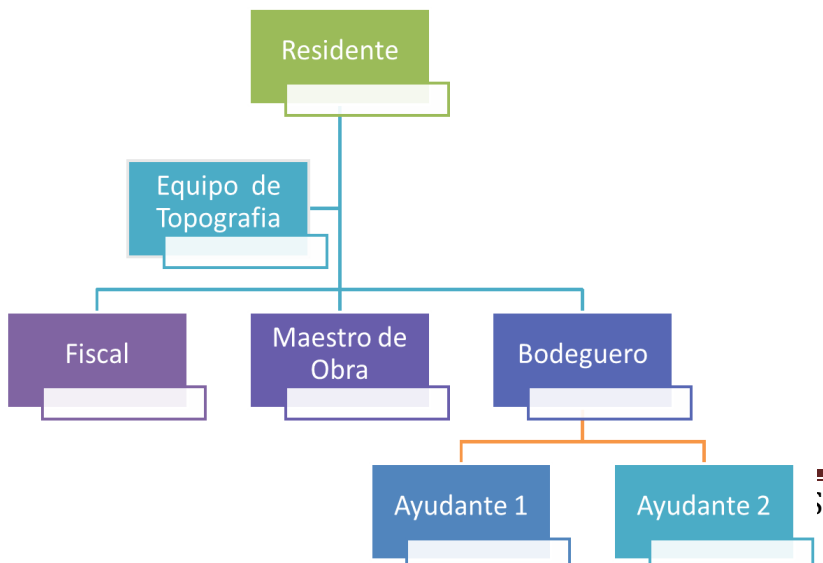 Residente
Equipo de
Topografia
Fiscal
Maestro de
Obra
Bodeguero
Ayudante 1
Ayudante 2